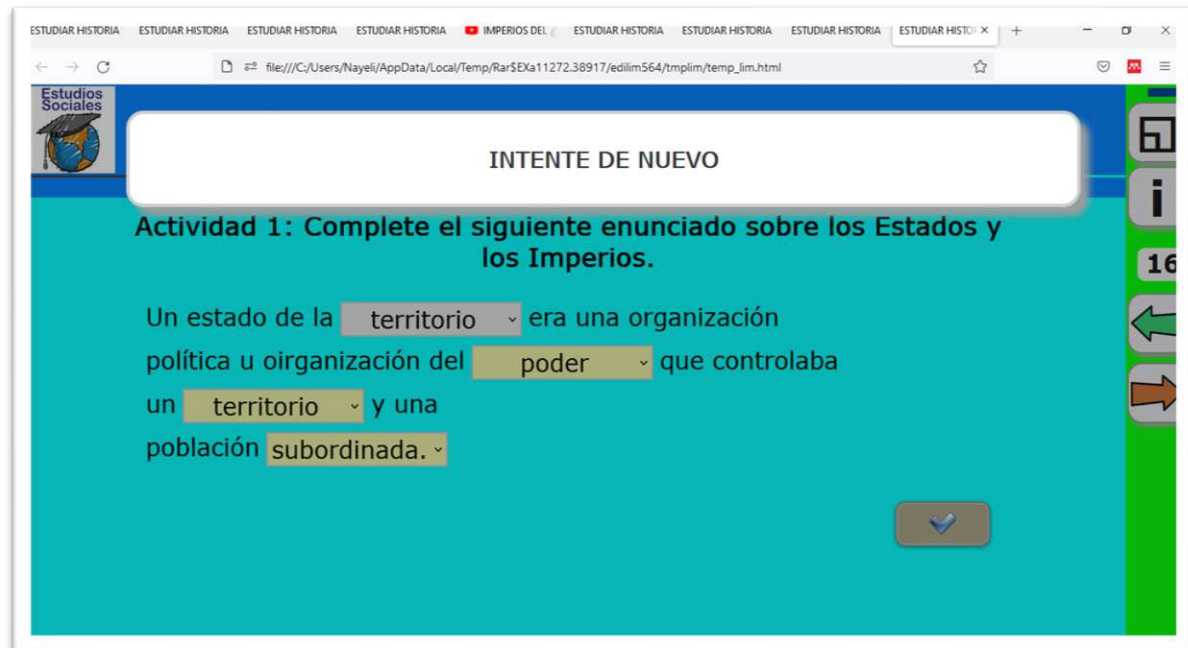 ESTUDIAR HISTORIA ESTUDIAR HISTORIA ESTUDIAR HISTORIA ESTUDIAR HISTORIA IMPERIOS DEL ESTUDIAR HISTORIA ESTUDIAR HISTORIA ESTUDIAR HISTORIA ESTUDIAR HISTO
file:///C:/Users/Nayeli/AppData/Local/Temp/Rar$EXa11272.38917/edilim564/tmplim/temp_lim.html
Estudios
Sociales
INTENTE DE NUEVO
i
Actividad 1: Complete el siguiente enunciado sobre los Estados y
los Imperios.
16
Un estado de la territorio era una organización
política u oirganización del poder que controlaba
un territorio y una
población subordinada.